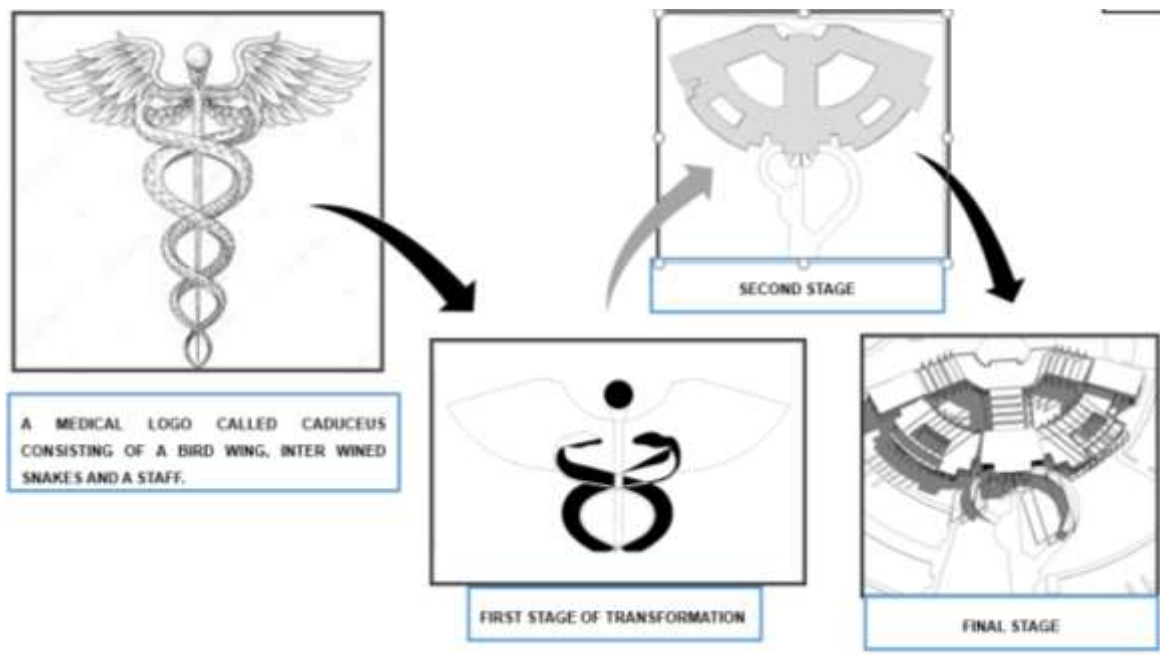 A MEDICAL LOGO CALLED CADUCEUS
CONSISTING OF A BIRD WING, INTER WINED
SNAKES AND A STAFF.
FIRST STAGE OF TRANSFORMATION
SECOND STAGE
FINAL STAGE